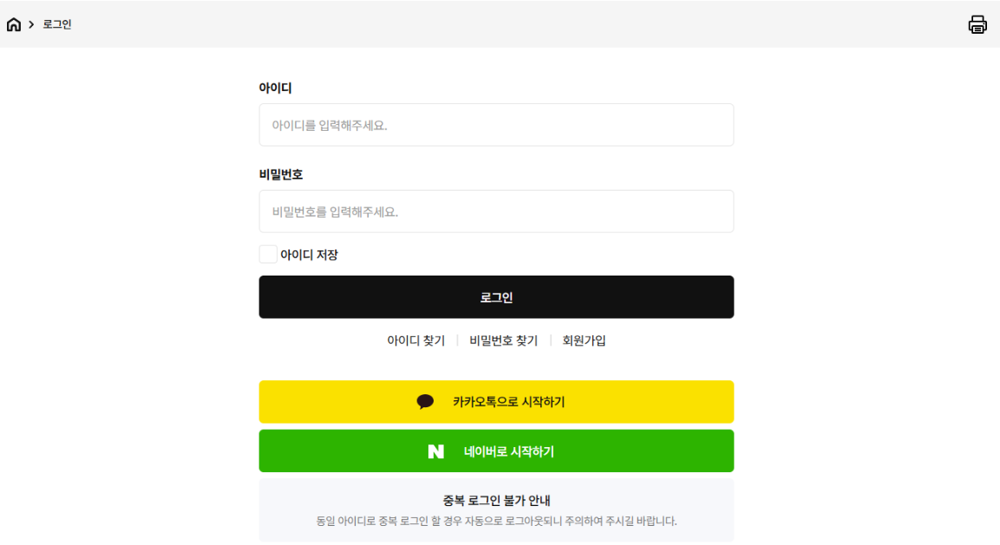 로그인
아이디
아이디를 입력해주세요.
비밀번호
비밀번호를 입력해주세요.
아이디 저장
로그인
아이디 찾기 | 비밀번호 찾기 | 회원가입
카카오톡으로 시작하기
N 네이버로 시작하기
중복 로그인 불가 안내
동일 아이디로 중복 로그인 할 경우 자동으로 로그아웃되니 주의하여 주시길 바랍니다.